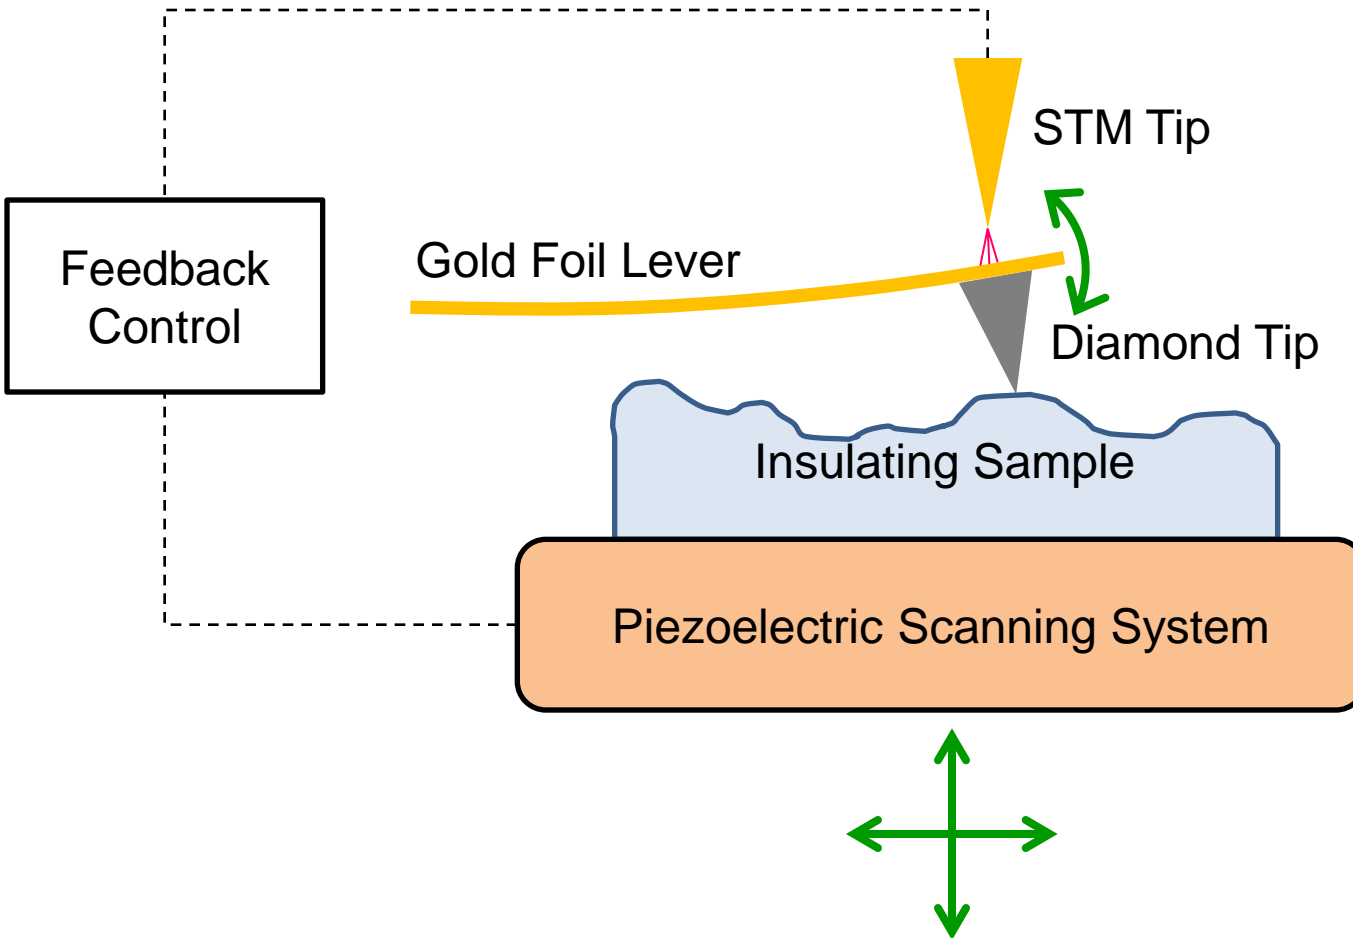 STM Tip
Gold Foil Lever
Feedback
Control
Diamond Tip
Insulating Sample
Piezoelectric Scanning System